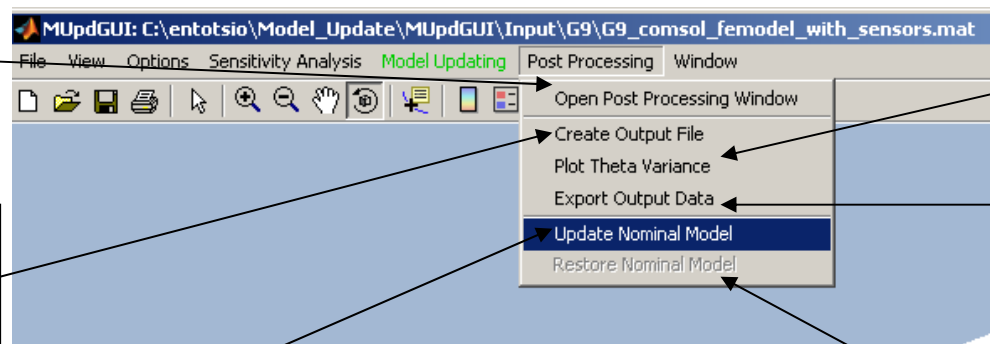 MUpdGUI: C:\entotsio\Model_Update\MUpdGUI\Input\G9\G9_comsol_femodel_with_sensors.mat
File View Options Sensitivity Analysis Model Updating Post Processing Window
Open Post Processing Window
Create Output File
Plot Theta Variance
Export Output Data
Update Nominal Model
Restore Nominal Model